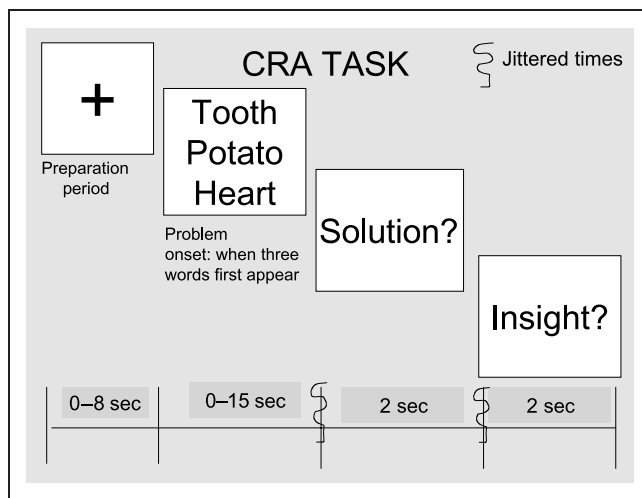 CRA TASK
Jittered times
+
Preparation
period
Tooth
Potato
Heart
Problem
onset: when three
words first appear
Solution?
Insight?
0–8 sec
0–15 sec
2 sec
2 sec